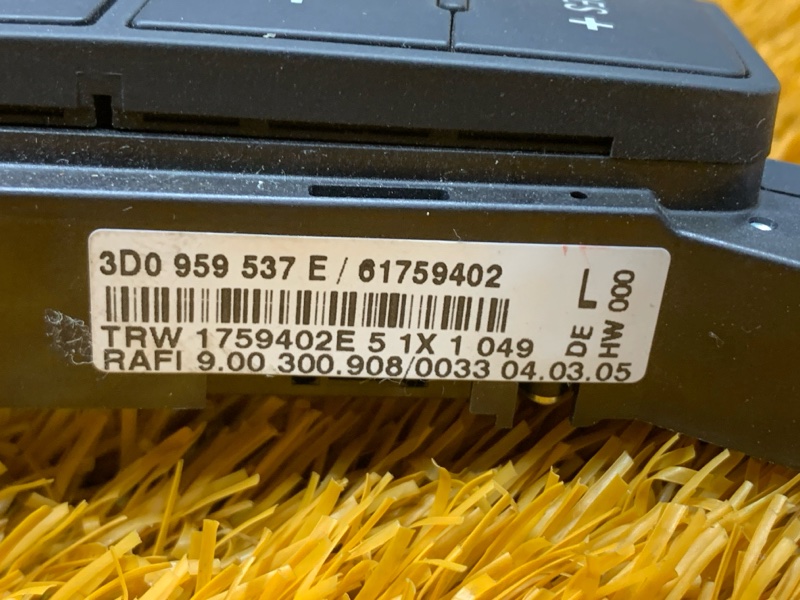 RES +
3D0 959 537 E / 61759402
TRW 1759402E 5 1X 1 049
RAFI 9.00 300.908/0033 04.03.05
DE L
HW 000